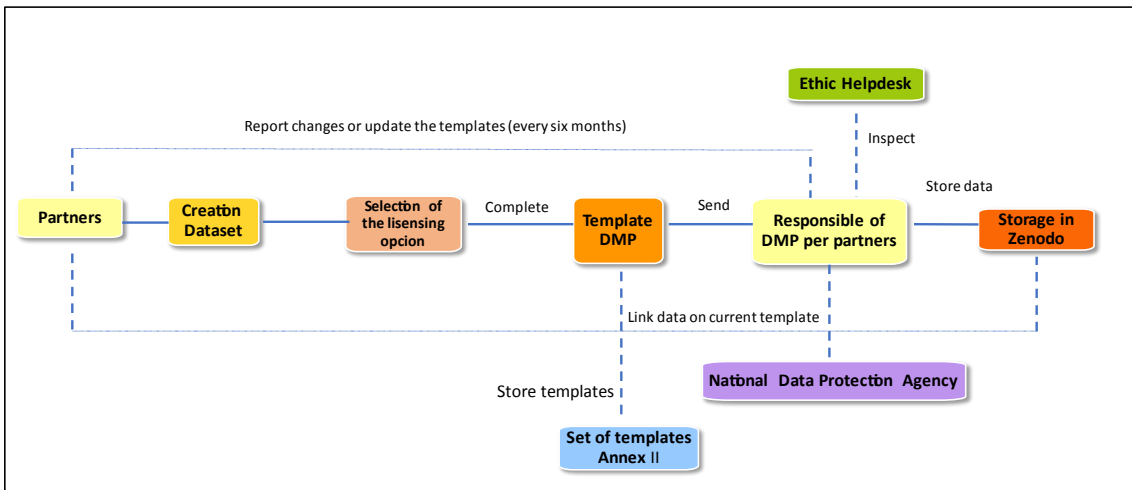 Ethic Helpdesk
Report changes or update the templates (every six months)
Inspect
Store data
Partners
Creation
Dataset
Selection of
the lisensing
opcion
Complete
Template
DMP
Send
Responsible of
DMP per partners
Storage in
Zenodo
Link data on current template
National Data Protection Agency
Store templates
Set of templates
Annex II